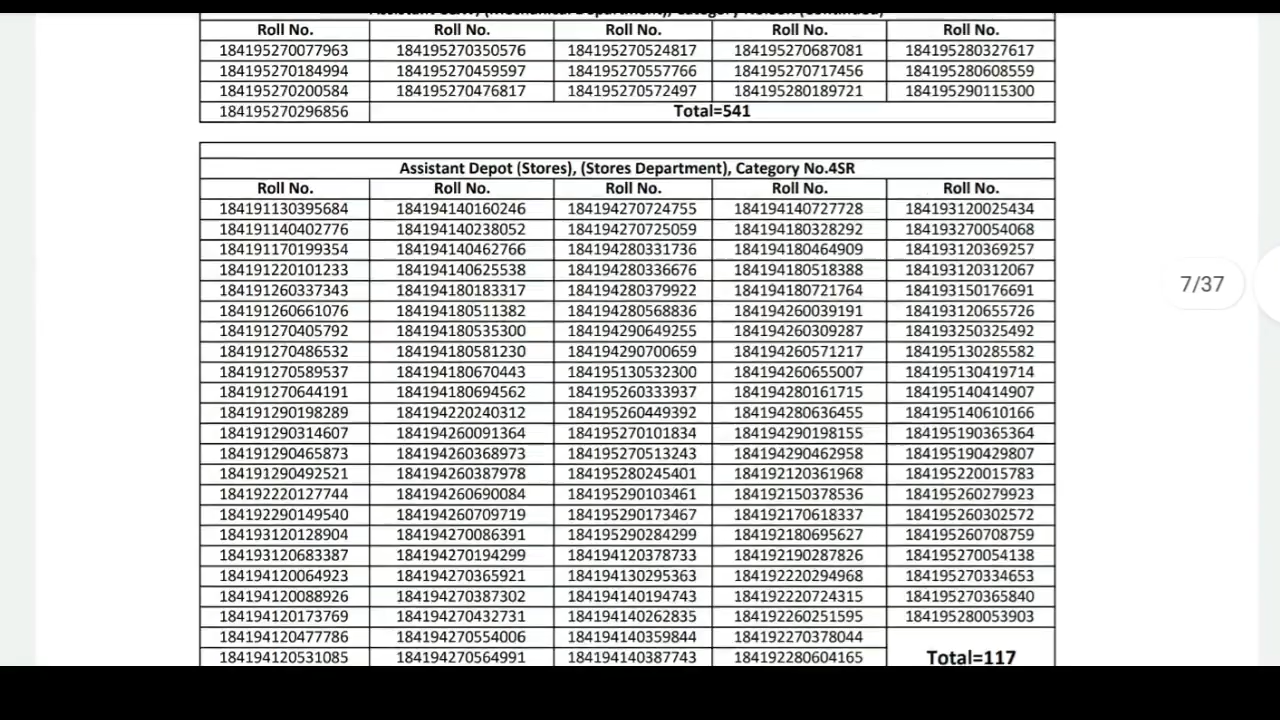 Assistant C&W, (Mechanical Department), Category No.3SR (Continued)
Roll No. Roll No. Roll No. Roll No. Roll No.
184195270077963 184195270350576 184195270524817 184195270687081 184195280327617
184195270184994 184195270459597 184195270557766 184195270717456 184195280608559
184195270200584 184195270476817 184195270572497 184195280189721 184195290115300
184195270296856 Total=541
Assistant Depot (Stores), (Stores Department), Category No.4SR
Roll No. Roll No. Roll No. Roll No. Roll No.
184191130395684 184194140160246 184194270724755 184194140727728 184193120025434
184191140402776 184194140238052 184194270725059 184194180328292 184193270054068
184191170199354 184194140462766 184194280331736 184194180464909 184193120369257
184191220101233 184194140625538 184194280336676 184194180518388 184193120312067
184191260337343 184194180183317 184194280379922 184194180721764 184193150176691
7/37
184191260661076 184194180511382 184194280568836 184194260039191 184193120655726
184191270405792 184194180535300 184194290649255 184194260309287 184193250325492
184191270486532 184194180581230 184194290700659 184194260571217 184195130285582
184191270589537 184194180670443 184195130532300 184194260655007 184195130419714
184191270644191 184194180694562 184195260333937 184194280161715 184195140414907
184191290198289 184194220240312 184195260449392 184194280636455 184195140610166
184191290314607 184194260091364 184195270101834 184194290198155 184195190365364
184191290465873 184194260368973 184195270513243 184194290462958 184195190429807
184191290492521 184194260387978 184195280245401 184192120361968 184195220015783
184192220127744 184194260690084 184195290103461 184192150378536 184195260279923
184192290149540 184194260709719 184195290173467 184192170618337 184195260302572
184193120128904 184194270086391 184195290284299 184192180695627 184195260708759
184193120683387 184194270194299 184194120378733 184192190287826 184195270054138
184194120064923 184194270365921 184194130295363 184192220294968 184195270334653
184194120088926 184194270387302 184194140194743 184192220724315 184195270365840
184194120173769 184194270432731 184194140262835 184192260251595 184195280053903
184194120477786 184194270554006 184194140359844 184192270378044
184194120531085 184194270564991 184194140387743 184192280604165 Total=117